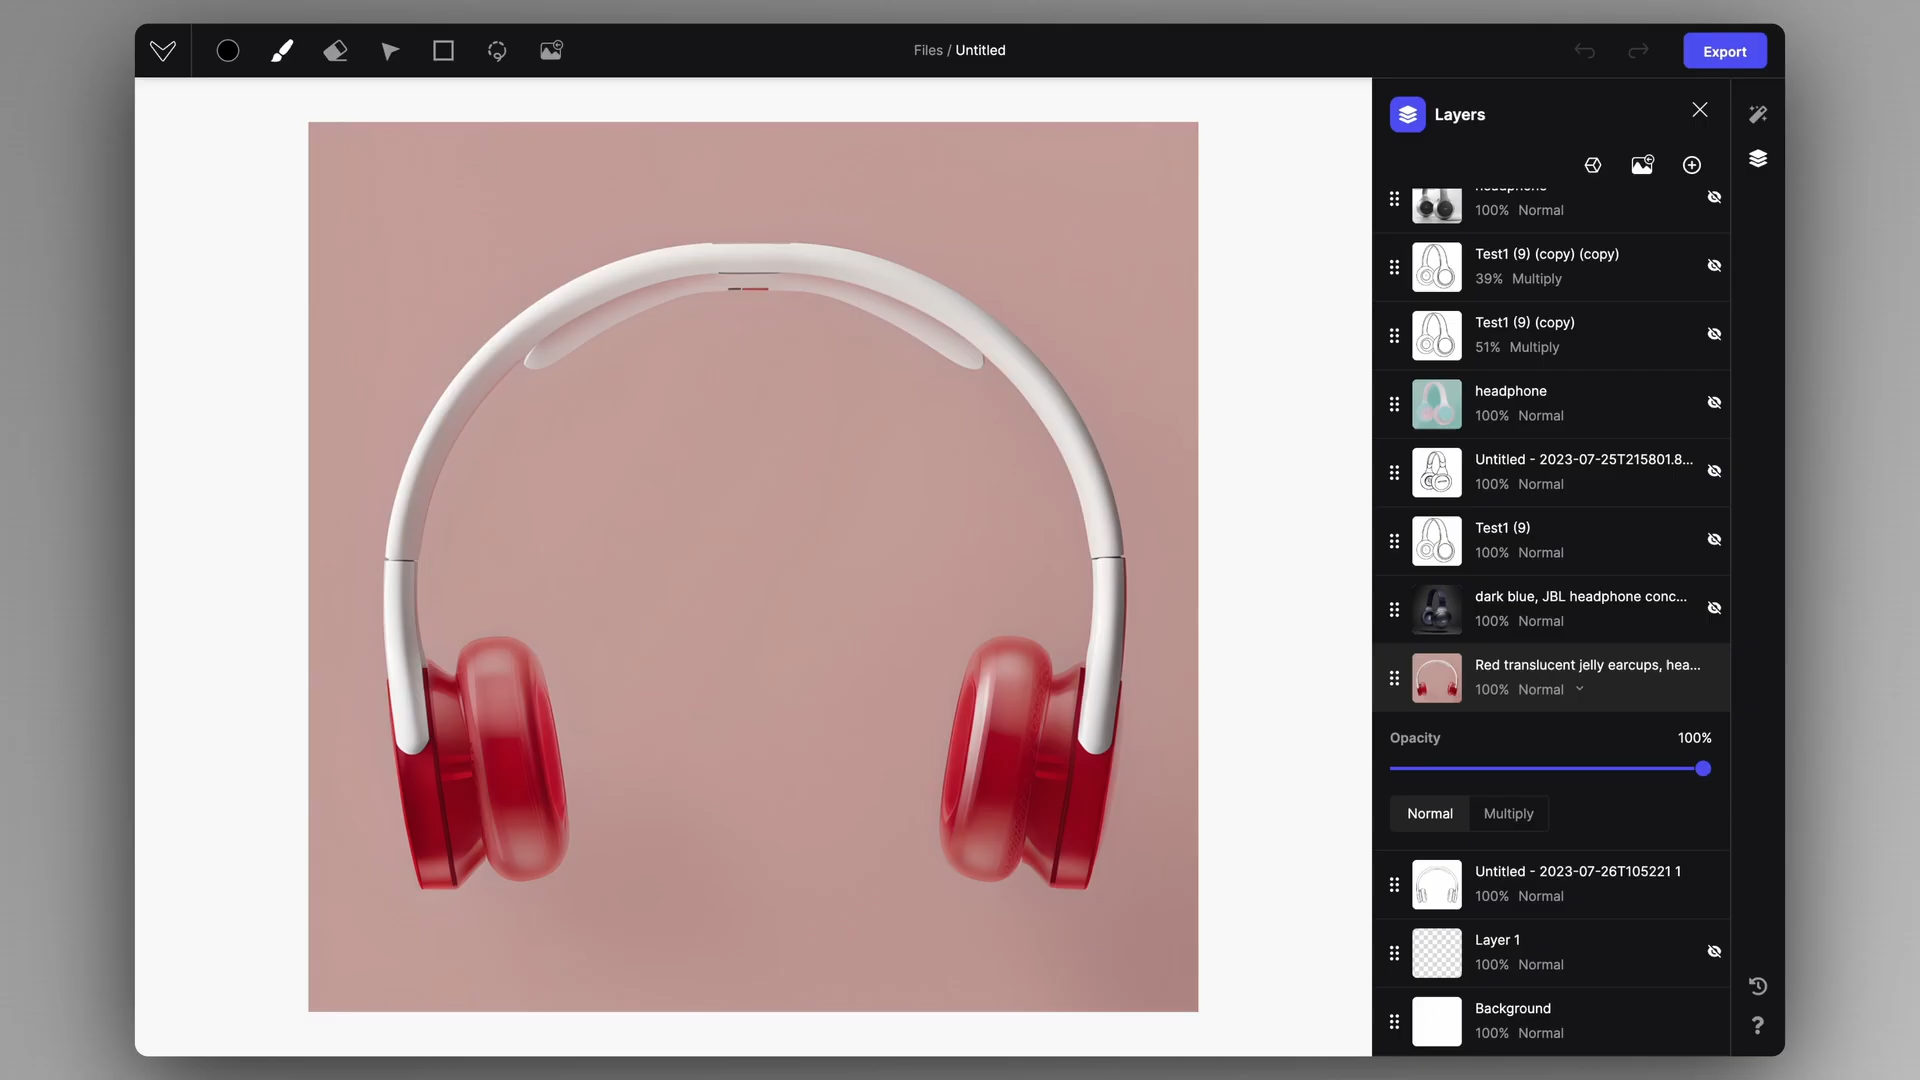 Files / Untitled
Export
Layers
headphone
100% Normal
Test1 (9) (copy) (copy)
39% Multiply
Test1 (9) (copy)
51% Multiply
headphone
100% Normal
Untitled - 2023-07-25T215801.8...
100% Normal
Test1 (9)
100% Normal
dark blue, JBL headphone conc...
100% Normal
Red translucent jelly earcups, hea...
100% Normal
Opacity 100%
Normal Multiply
Untitled - 2023-07-26T105221 1
100% Normal
Layer 1
100% Normal
Background
100% Normal